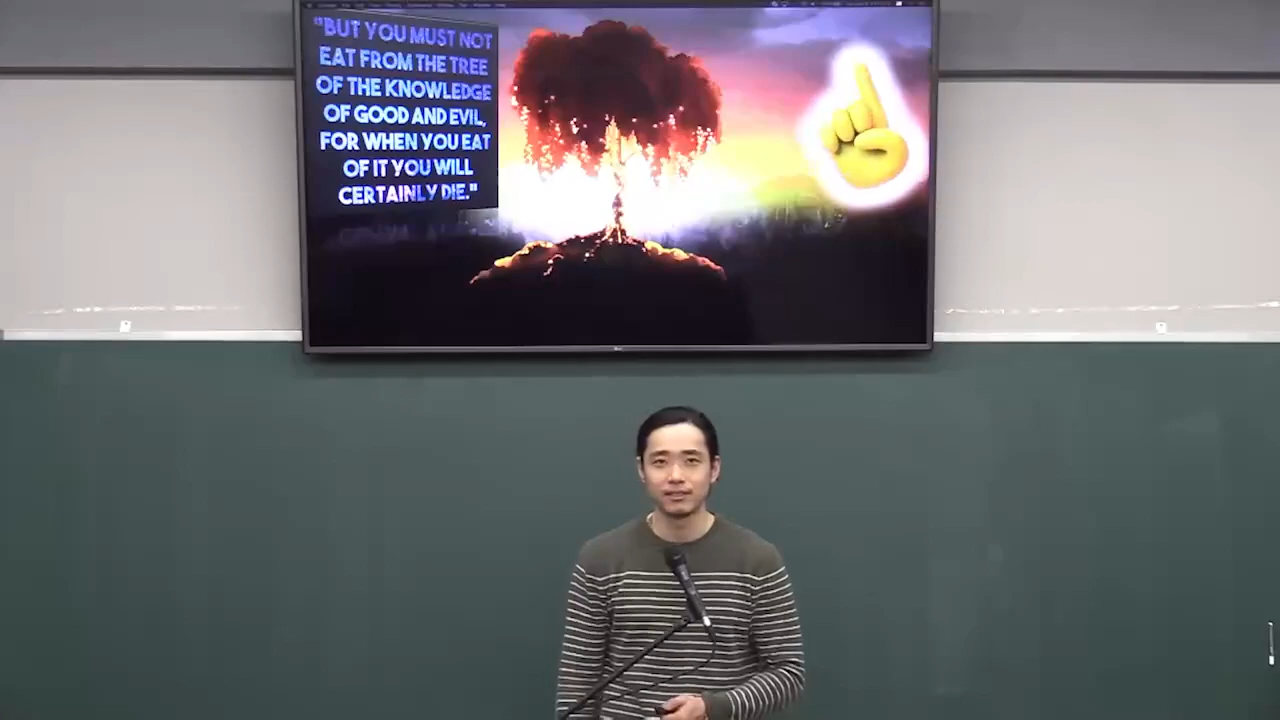 "BUT YOU MUST NOT
EAT FROM THE TREE
OF THE KNOWLEDGE
OF GOOD AND EVIL,
FOR WHEN YOU EAT
OF IT YOU WILL
CERTAINLY DIE."